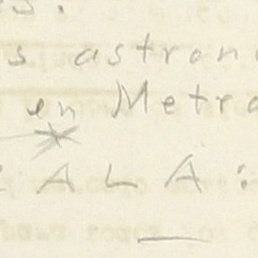 s.
s astron
en Metro
: ALA: